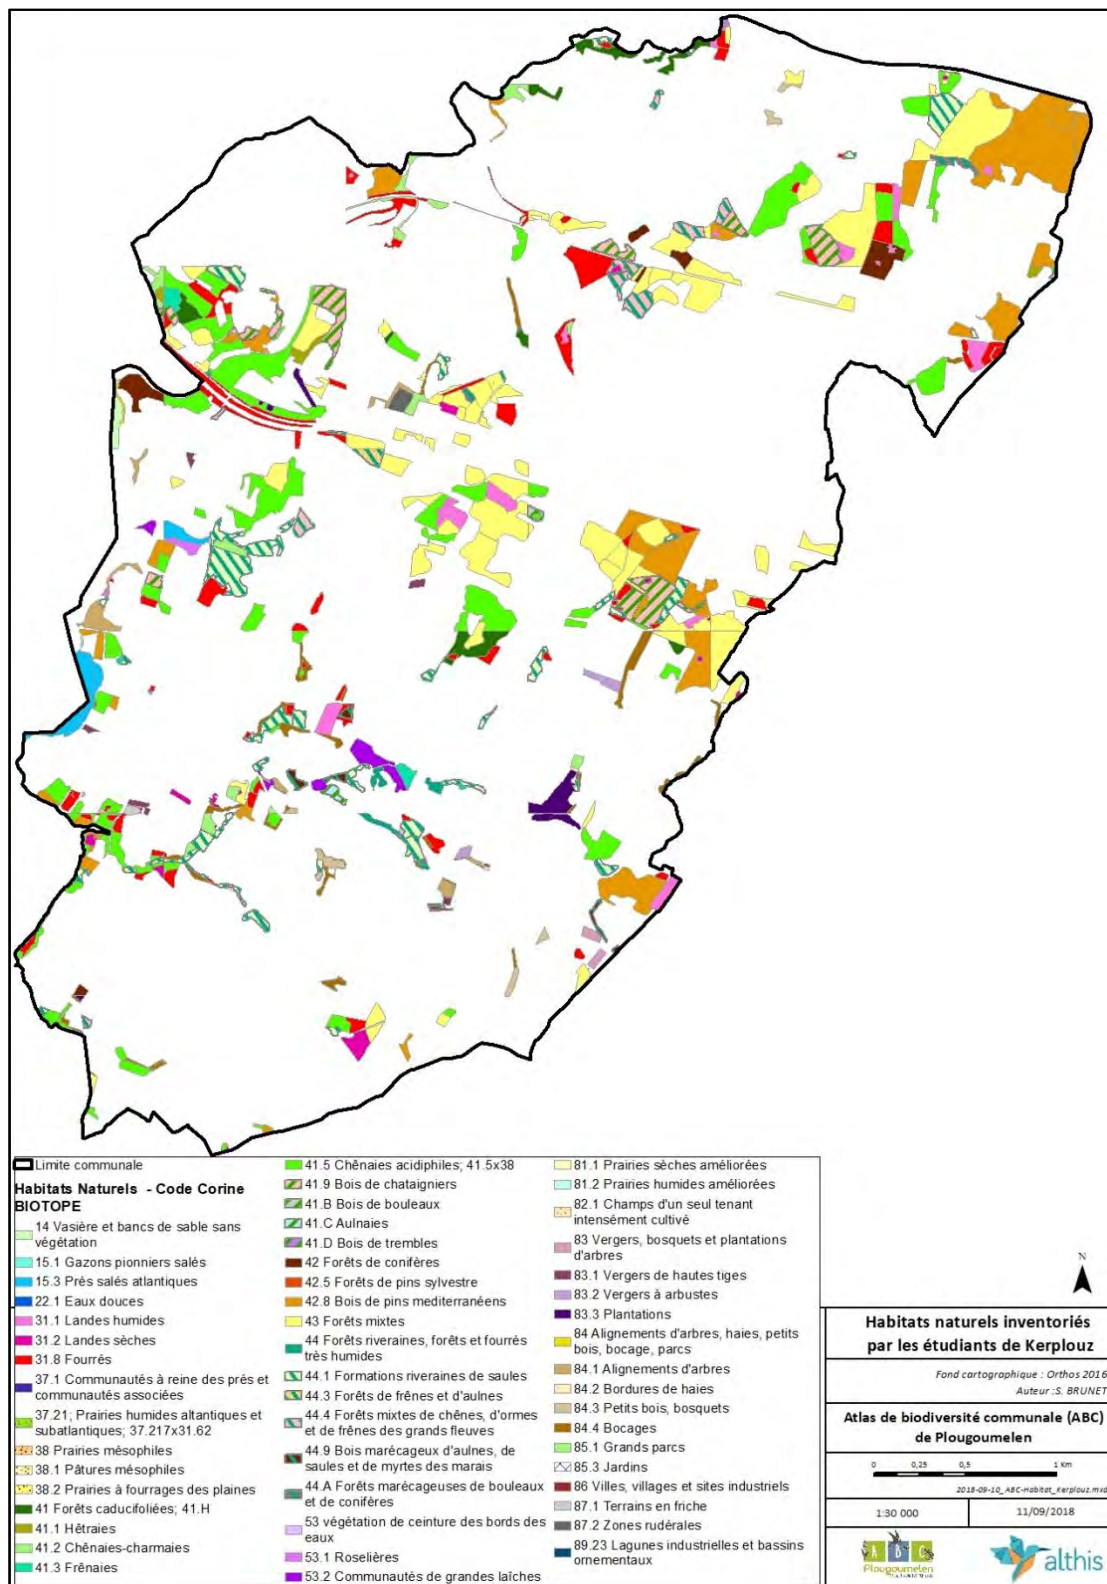 Limite communale
Habitats Naturels - Code Corine
BIOTOPE
14 Vasière et bancs de sable sans
végétation
15.1 Gazons pionniers salés
15.3 Prés salés atlantiques
22.1 Eaux douces
31.1 Landes humides
31.2 Landes sèches
31.8 Fourrés
37.1 Communautés à reine des prés et
communautés associées
37.21; Prairies humides altantiques et
subatlantiques; 37.217x31.62
38 Prairies mésophiles
38.1 Pâtures mésophiles
38.2 Prairies à fourrages des plaines
41 Forêts caducifoliées; 41.H
41.1 Hêtraies
41.2 Chênaies-charmaies
41.3 Frênaies
41.5 Chênaies acidiphiles; 41.5x38
41.9 Bois de chataigniers
41.B Bois de bouleaux
41.C Aulnaies
41.D Bois de trembles
42 Forêts de conifères
42.5 Forêts de pins sylvestre
42.8 Bois de pins mediterranéens
43 Forêts mixtes
44 Forêts riveraines, forêts et fourrés
très humides
44.1 Formations riveraines de saules
44.3 Forêts de frênes et d'aulnes
44.4 Forêts mixtes de chênes, d'ormes
et de frênes des grands fleuves
44.9 Bois marécageux d'aulnes, de
saules et de myrtes des marais
44.A Forêts marécageuses de bouleaux
et de conifères
53 végétation de ceinture des bords des
eaux
53.1 Roselières
53.2 Communautés de grandes laîches
81.1 Prairies sèches améliorées
81.2 Prairies humides améliorées
82.1 Champs d'un seul tenant
intensément cultivé
83 Vergers, bosquets et plantations
d'arbres
83.1 Vergers de hautes tiges
83.2 Vergers à arbustes
83.3 Plantations
84 Alignements d'arbres, haies, petits
bois, bocage, parcs
84.1 Alignements d'arbres
84.2 Bordures de haies
84.3 Petits bois, bosquets
84.4 Bocages
85.1 Grands parcs
85.3 Jardins
86 Villes, villages et sites industriels
87.1 Terrains en friche
87.2 Zones rudérales
89.23 Lagunes industrielles et bassins
ornementaux
N
Habitats naturels inventoriés
par les étudiants de Kerplouz
Fond cartographique : Orthos 2016
Auteur :S. BRUNET
Atlas de biodiversité communale (ABC)
de Plougoumelen
0 0,25 0,5 1 Km
2018-09-10_ABC-Habitat_Kerplouz.mxd
1:30 000 11/09/2018
A B C
Plougoumelen
althis